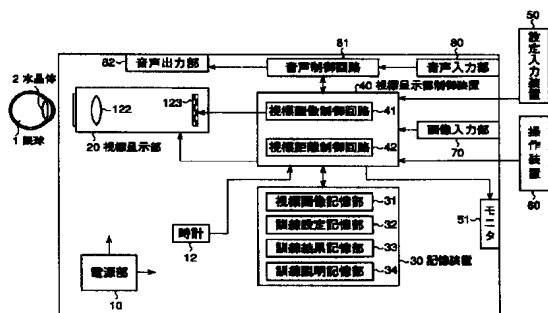 82 音声出力部
81
音声制御回路
80
音声入力部
50
設定入力装置
40 視標表示部制御装置
2 水晶体
1 眼球
122
123
20 視標表示部
視標画像制御回路 41
視標距離制御回路 42
画像入力部
70
操作装置
60
時計
12
視標画像記憶部 31
訓練設定記憶部 32
訓練結果記憶部 33
訓練説明記憶部 34
30 記憶装置
51 モニタ
電源部
10